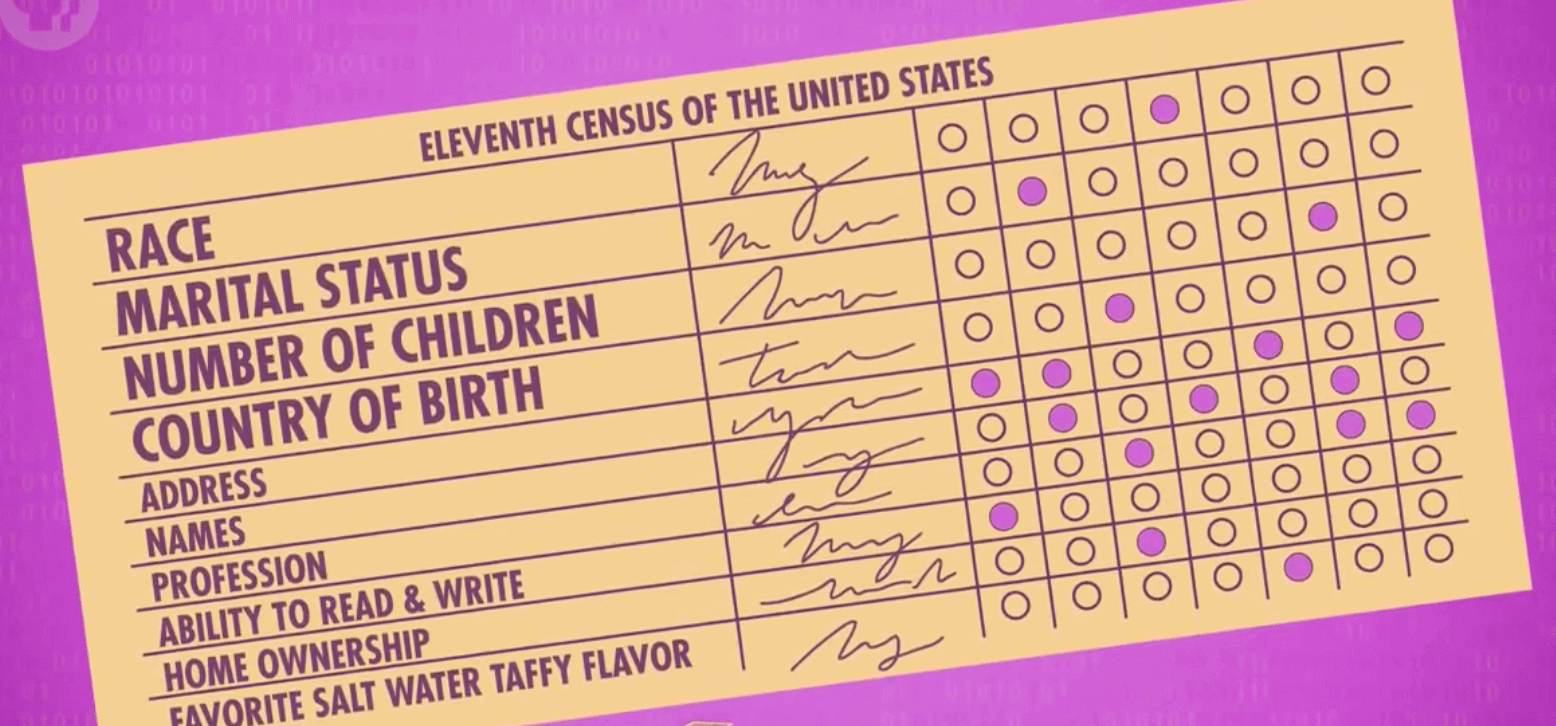 ELEVENTH CENSUS OF THE UNITED STATES
RACE
MARITAL STATUS
NUMBER OF CHILDREN
COUNTRY OF BIRTH
ADDRESS
NAMES
PROFESSION
ABILITY TO READ & WRITE
HOME OWNERSHIP
FAVORITE SALT WATER TAFFY FLAVOR